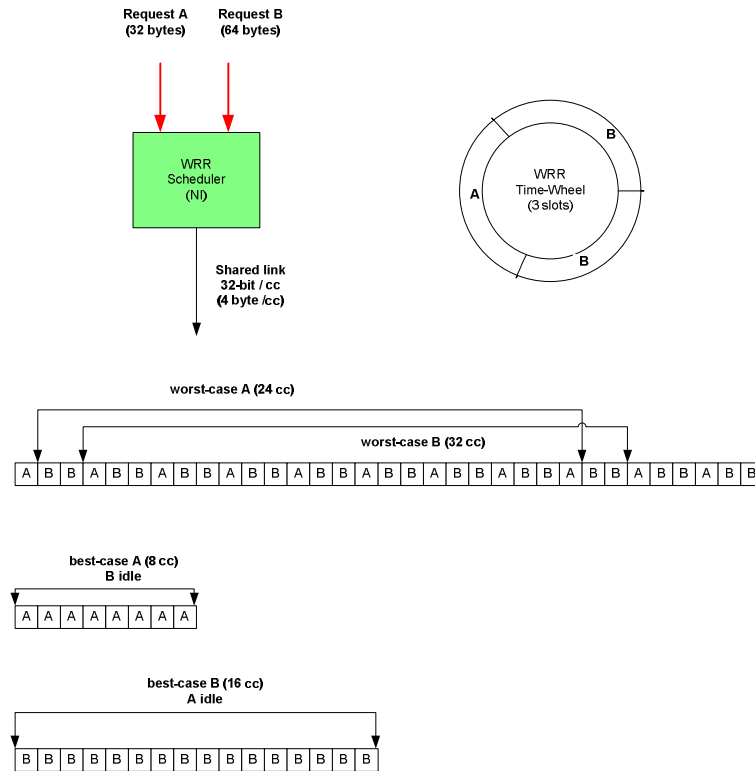 Request A
(32 bytes)
Request B
(64 bytes)
WRR
Scheduler
(NI)
Shared link
32-bit / cc
(4 byte /cc)
B
A
WRR
Time-Wheel
(3 slots)
B
worst-case A (24 cc)
worst-case B (32 cc)
A B B A B B A B B A B B A B B A B B A B B A B B A B B A B B A B B
best-case A (8 cc)
B idle
A A A A A A A A
best-case B (16 cc)
A idle
B B B B B B B B B B B B B B B B